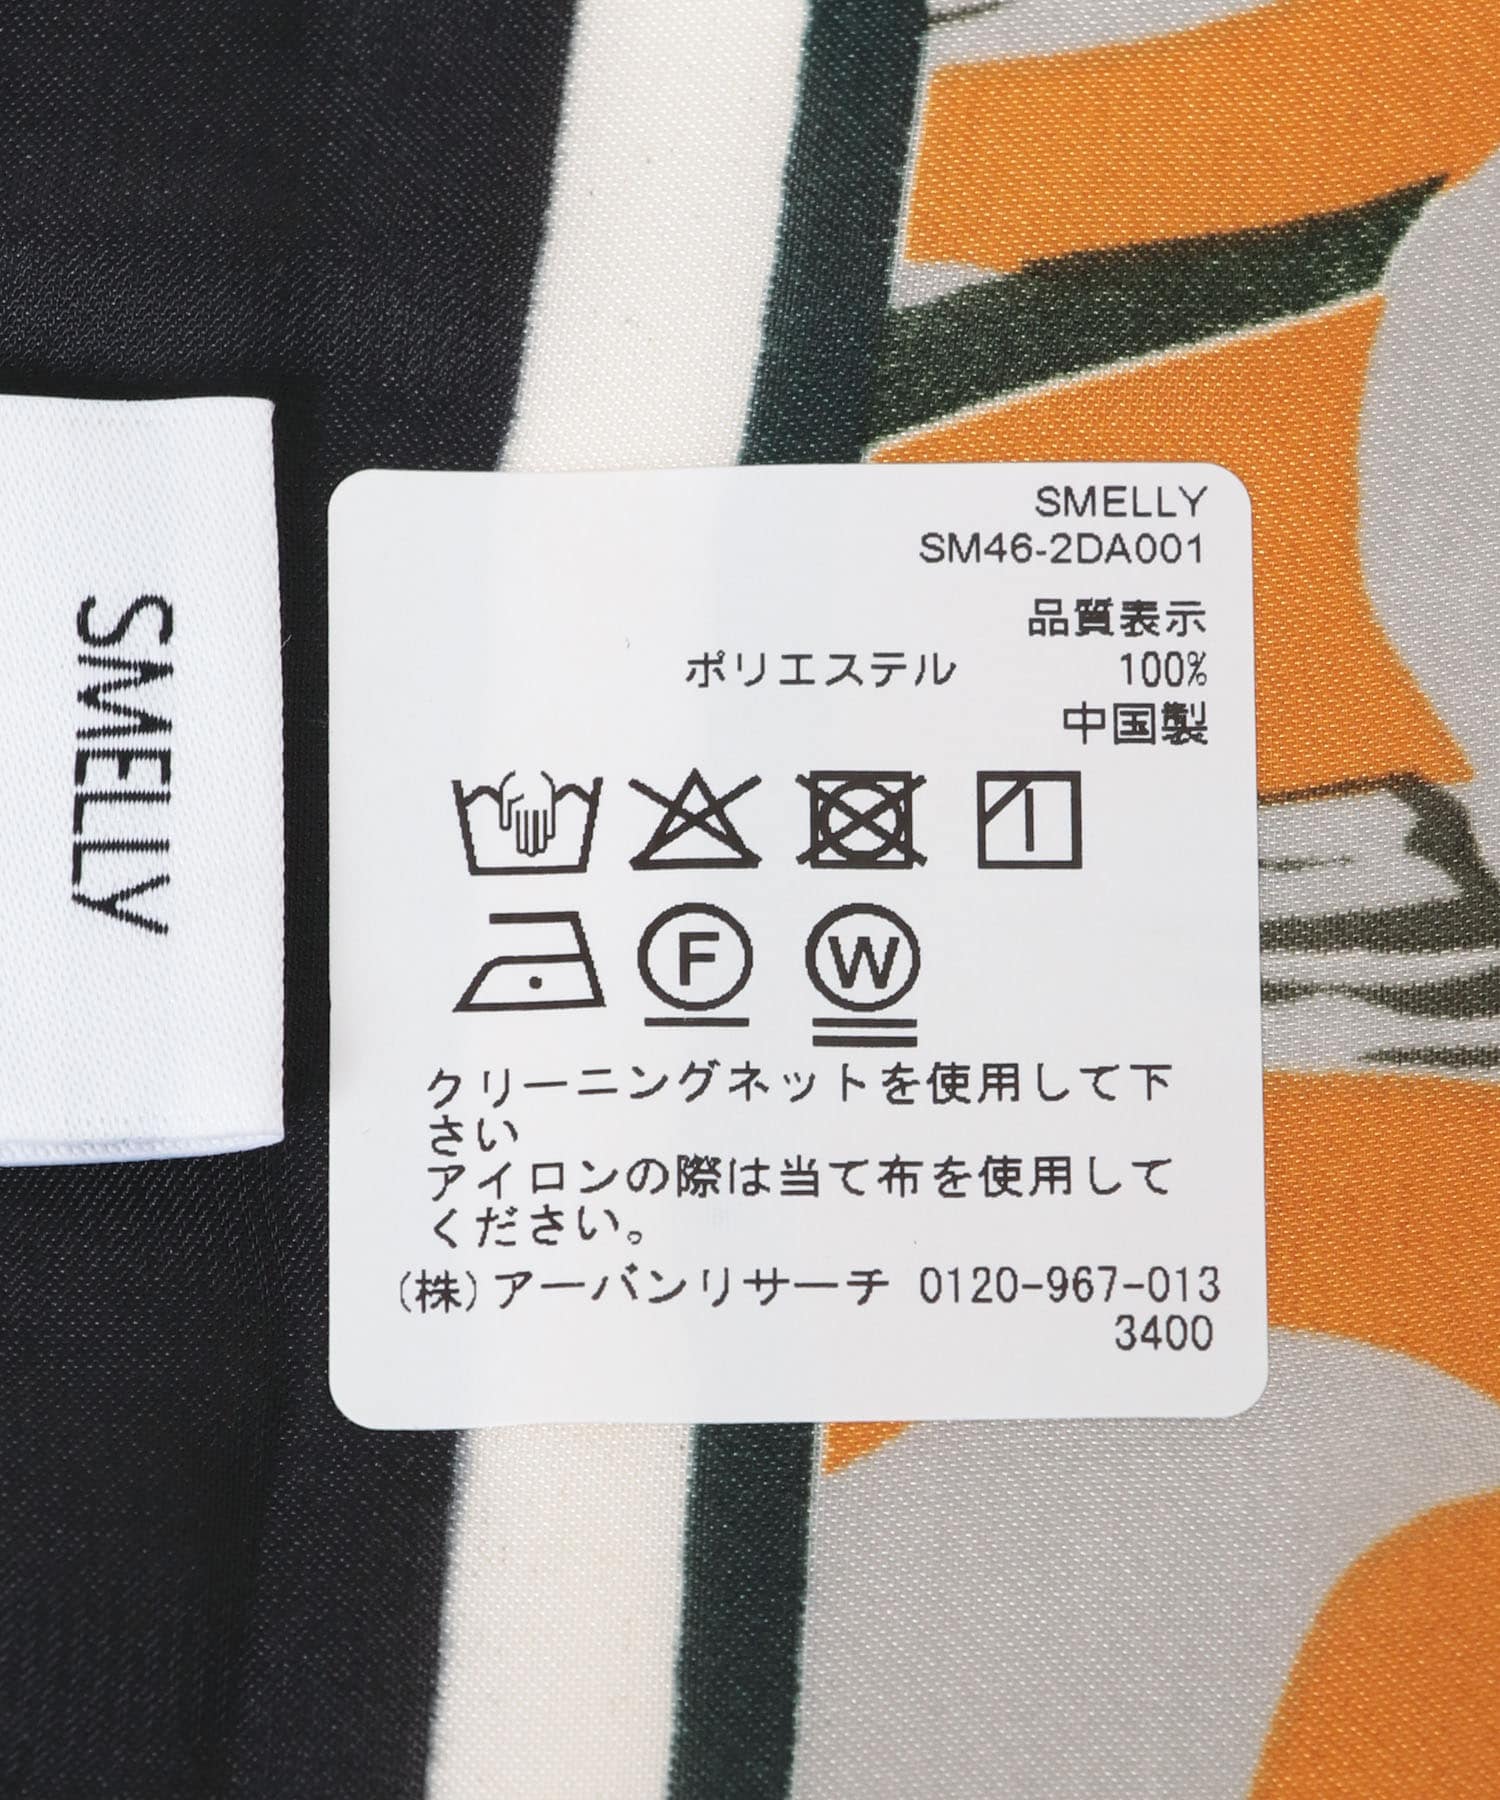 SMELLY
SMELLY
SM46-2DA001
品質表示
ポリエステル 100%
中国製
F W
クリーニングネットを使用して下
さい
アイロンの際は当て布を使用して
ください。
(株)アーバンリサーチ 0120-967-013
3400